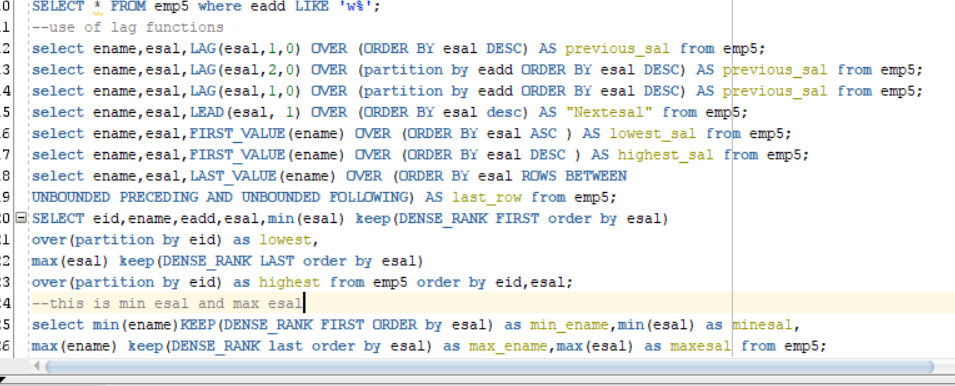 0 SELECT * FROM emp5 where eadd LIKE 'w%';
1 --use of lag functions
2 select ename,esal,LAG(esal,1,0) OVER (ORDER BY esal DESC) AS previous_sal from emp5;
3 select ename,esal,LAG(esal,2,0) OVER (partition by eadd ORDER BY esal DESC) AS previous_sal from emp5;
4 select ename,esal,LAG(esal,1,0) OVER (partition by eadd ORDER BY esal DESC) AS previous_sal from emp5;
5 select ename,esal,LEAD(esal, 1) OVER (ORDER BY esal desc) AS "Nextesal" from emp5;
6 select ename,esal,FIRST_VALUE(ename) OVER (ORDER BY esal ASC ) AS lowest_sal from emp5;
7 select ename,esal,FIRST_VALUE(ename) OVER (ORDER BY esal DESC ) AS highest_sal from emp5;
8 select ename,esal,LAST_VALUE(ename) OVER (ORDER BY esal ROWS BETWEEN
9 UNBOUNDED PRECEDING AND UNBOUNDED FOLLOWING) AS last_row from emp5;
20 SELECT eid,ename,eadd,esal,min(esal) keep(DENSE_RANK FIRST order by esal)
21 over(partition by eid) as lowest,
22 max(esal) keep(DENSE_RANK LAST order by esal)
23 over(partition by eid) as highest from emp5 order by eid,esal;
24 --this is min esal and max esal
25 select min(ename)KEEP(DENSE_RANK FIRST ORDER by esal) as min_ename,min(esal) as minesal,
26 max(ename) keep(DENSE_RANK last order by esal) as max_ename,max(esal) as maxesal from emp5;